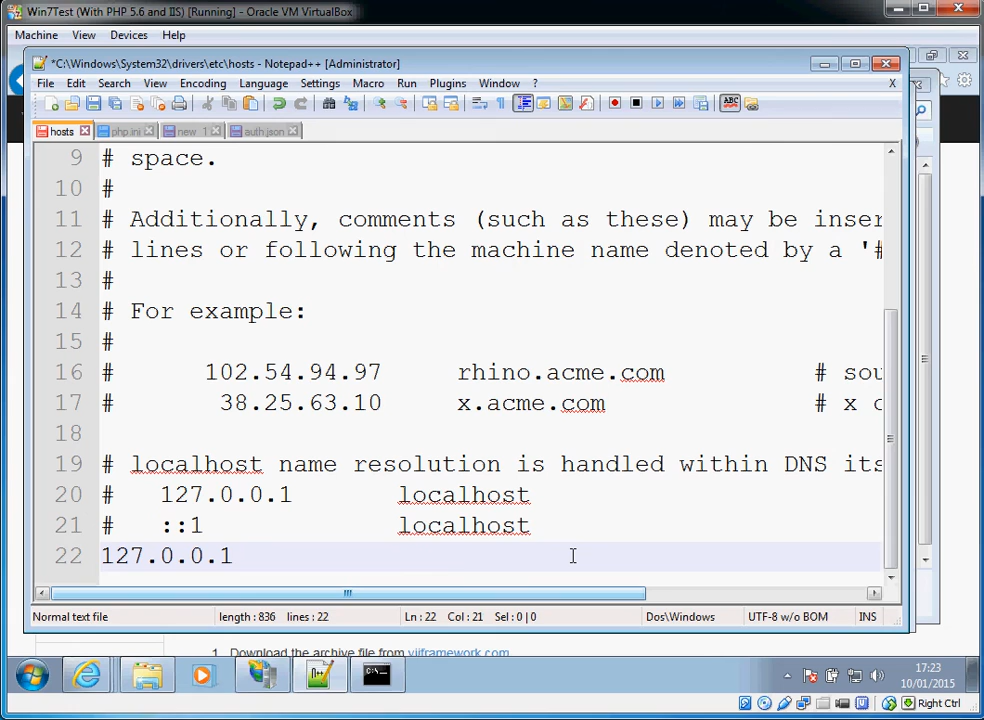 Win7Test (With PHP 5.6 and IIS) [Running] - Oracle VM VirtualBox
Machine View Devices Help
*C:\Windows\System32\drivers\etc\hosts - Notepad++ [Administrator]
File Edit Search View Encoding Language Settings Macro Run Plugins Window ? X
ABC
hosts php.ini new 1 auth.json
9 # space.
10 #
11 # Additionally, comments (such as these) may be inser
12 # lines or following the machine name denoted by a '#
13 #
14 # For example:
15 #
16 # 102.54.94.97 rhino.acme.com # sou
17 # 38.25.63.10 x.acme.com # x c
18
19 # localhost name resolution is handled within DNS its
20 # 127.0.0.1 localhost
21 # ::1 localhost
22 127.0.0.1
Normal text file length : 836 lines : 22 Ln : 22 Col : 21 Sel : 0 | 0 Dos\Windows UTF-8 w/o BOM INS
1. Download the archive file from yiiframework.com.
17:23
10/01/2015
Right Ctrl